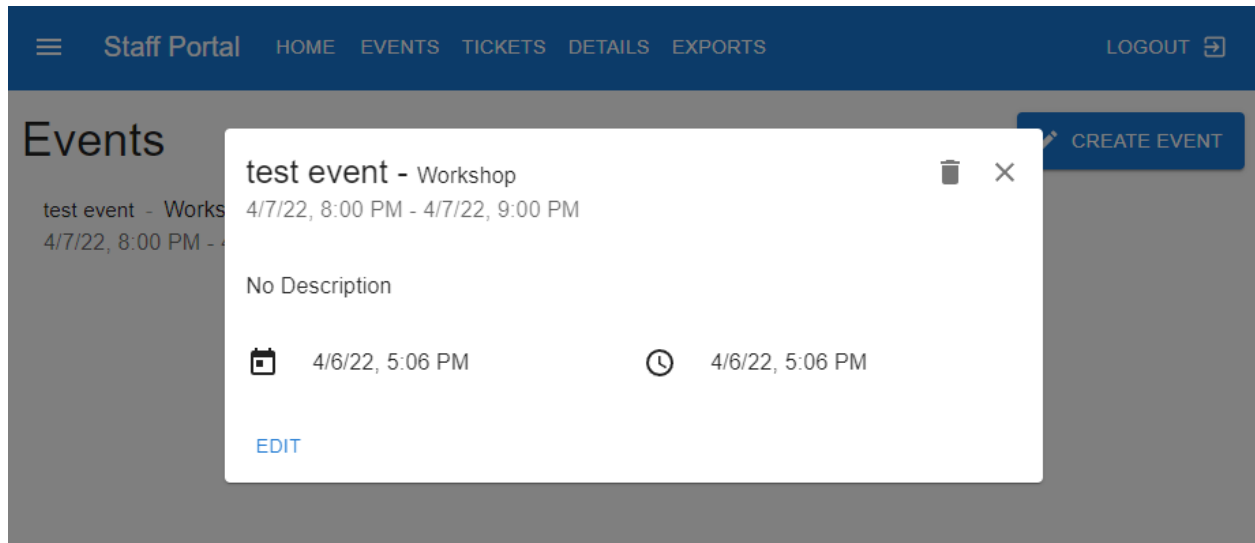 Staff Portal HOME EVENTS TICKETS DETAILS EXPORTS LOGOUT
Events
CREATE EVENT
test event - Works
4/7/22, 8:00 PM -
test event - Workshop
4/7/22, 8:00 PM - 4/7/22, 9:00 PM
No Description
4/6/22, 5:06 PM 4/6/22, 5:06 PM
EDIT